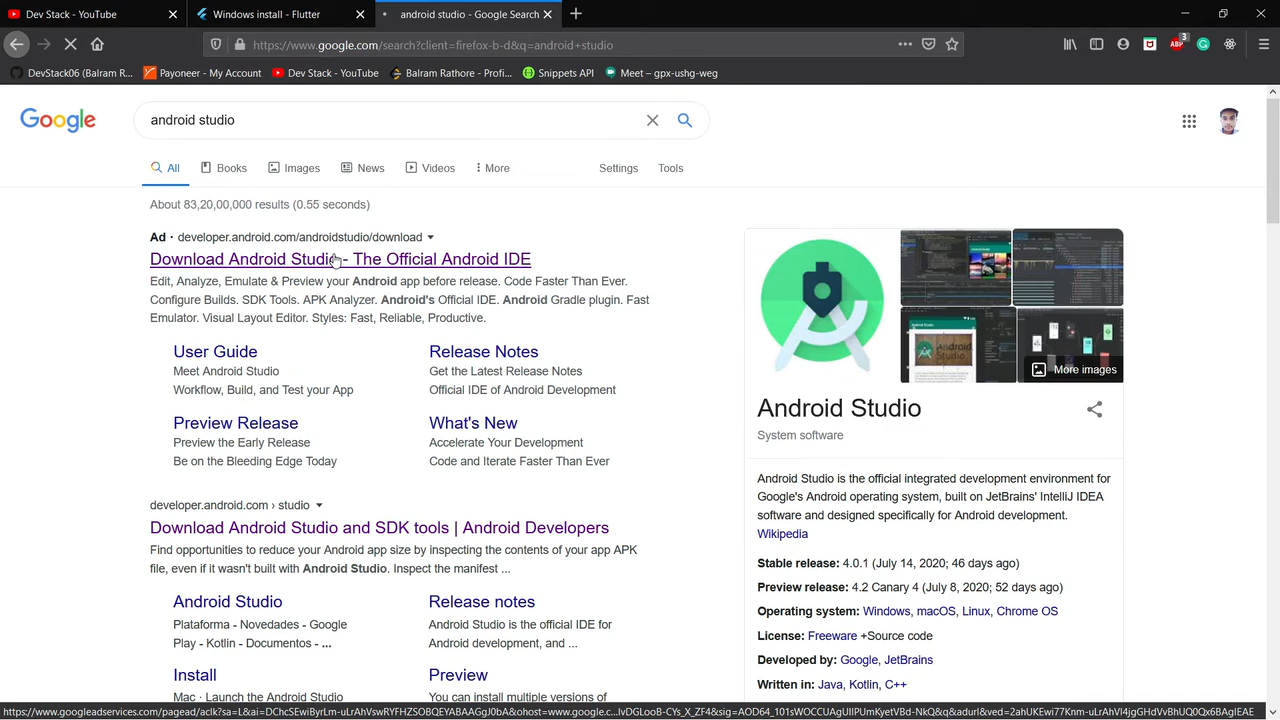 Dev Stack - YouTube
Windows install - Flutter
android studio - Google Search
https://www.google.com/search?client=firefox-b-d&q=android+studio
3
ABP
DevStack06 (Balram R...
Payoneer - My Account
Dev Stack - YouTube
Balram Rathore - Profi...
Snippets API
Meet – gpx-ushg-weg
Google
android studio
All
Books
Images
News
Videos
More
Settings
Tools
About 83,20,00,000 results (0.55 seconds)
Ad · developer.android.com/androidstudio/download
Download Android Studio - The Official Android IDE
Edit, Analyze, Emulate & Preview your Android app before release. Code Faster Than Ever.
Configure Builds. SDK Tools. APK Analyzer. Android's Official IDE. Android Gradle plugin. Fast
Emulator. Visual Layout Editor. Styles: Fast, Reliable, Productive.
User Guide
Meet Android Studio
Workflow, Build, and Test your App
Release Notes
Get the Latest Release Notes
Official IDE of Android Development
Preview Release
Preview the Early Release
Be on the Bleeding Edge Today
What's New
Accelerate Your Development
Code and Iterate Faster Than Ever
developer.android.com › studio
Download Android Studio and SDK tools | Android Developers
Find opportunities to reduce your Android app size by inspecting the contents of your app APK
file, even if it wasn't built with Android Studio. Inspect the manifest ...
Android Studio
Plataforma - Novedades - Google
Play - Kotlin - Documentos - ...
Release notes
Android Studio is the official IDE for
Android development, and ...
Install
Mac · Launch the Android Studio
Preview
You can install multiple versions of
More images
Android Studio
System software
Android Studio is the official integrated development environment for
Google's Android operating system, built on JetBrains' IntelliJ IDEA
software and designed specifically for Android development.
Wikipedia
Stable release: 4.0.1 (July 14, 2020; 46 days ago)
Preview release: 4.2 Canary 4 (July 8, 2020; 52 days ago)
Operating system: Windows, macOS, Linux, Chrome OS
License: Freeware +Source code
Developed by: Google, JetBrains
Written in: Java, Kotlin, C++